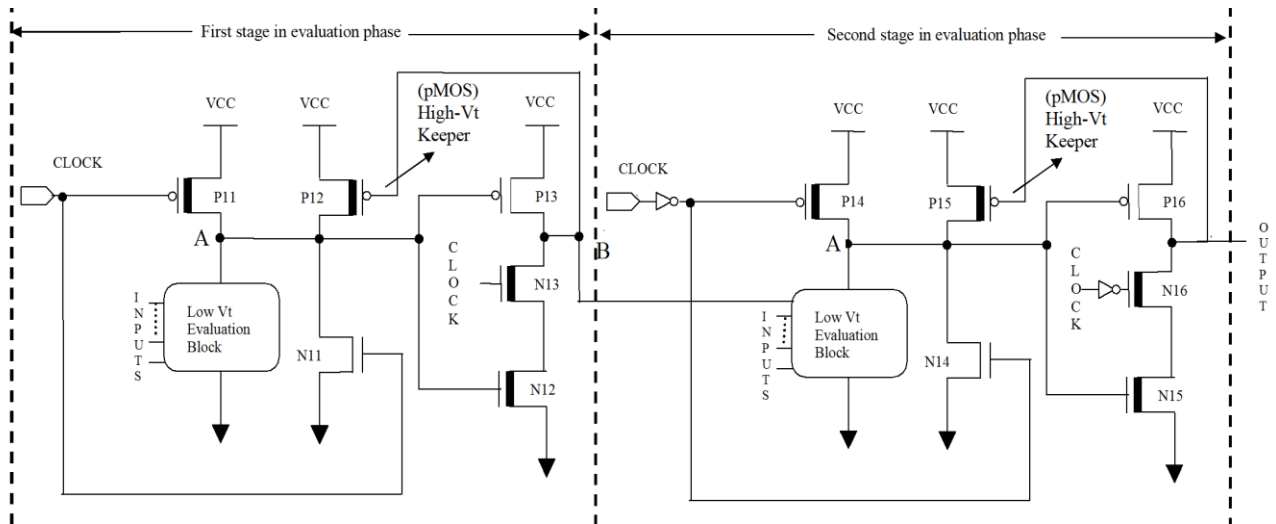 First stage in evaluation phase
Second stage in evaluation phase
(pMOS)
High-Vt
Keeper
VCC
VCC
VCC
CLOCK
P11
P12
P13
A
B
CLOCK
N13
INPUTS
Low Vt
Evaluation
Block
N11
N12
(pMOS)
High-Vt
Keeper
VCC
VCC
VCC
CLOCK
P14
P15
P16
A
CLOCK
N16
OUTPUT
INPUTS
Low Vt
Evaluation
Block
N14
N15